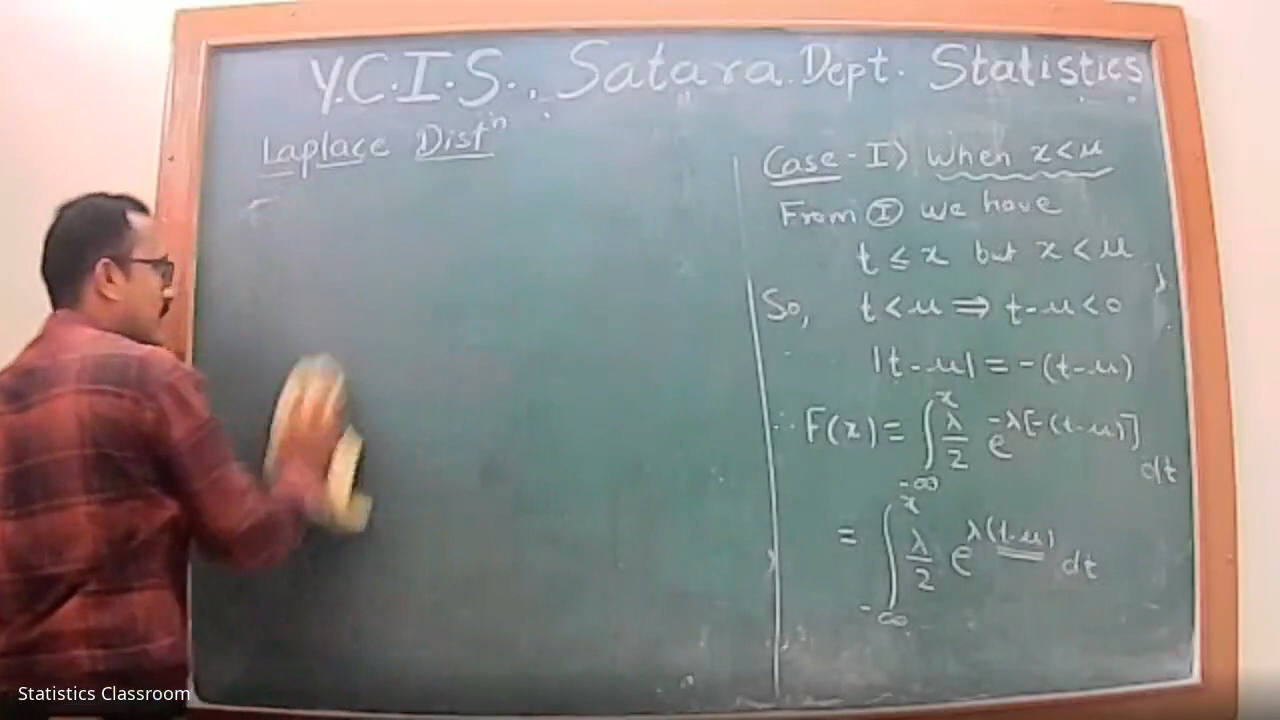 Y.C.I.S., Satara. Dept. Statistics
Laplace Distⁿ
Case-I) When x<μ
From Ⓘ we have
t ≤ x but x < μ
So, t < μ ⇒ t-μ<0
|t-μ| = -(t-μ)
∴ F(x) = ∫_{-∞}^{x} λ/2 e^{-λ[-(t-μ)]} dt
= ∫_{-∞}^{x} λ/2 e^{λ(t-μ)} dt
Statistics Classroom